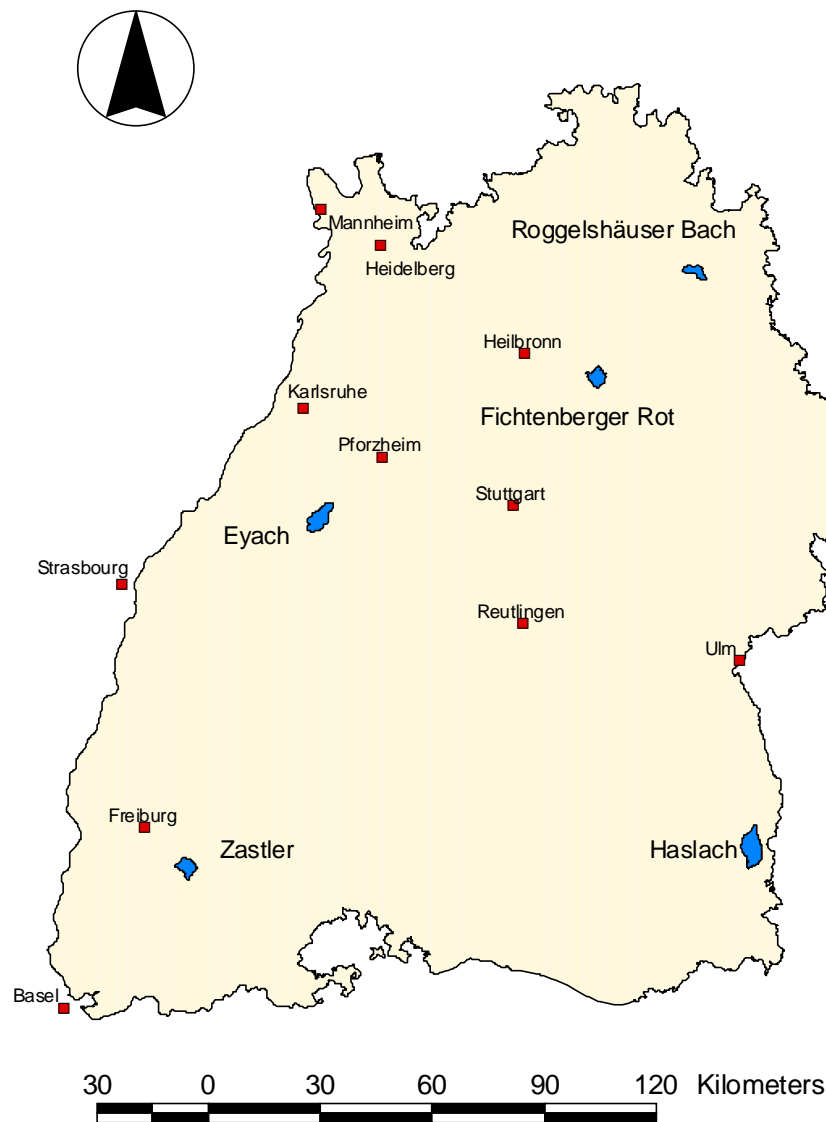 Mannheim
Roggelshäuser Bach
Heidelberg
Heilbronn
Karlsruhe
Fichtenberger Rot
Pforzheim
Stuttgart
Eyach
Strasbourg
Reutlingen
Ulm
Freiburg
Zastler
Haslach
Basel
30 0 30 60 90 120 Kilometers